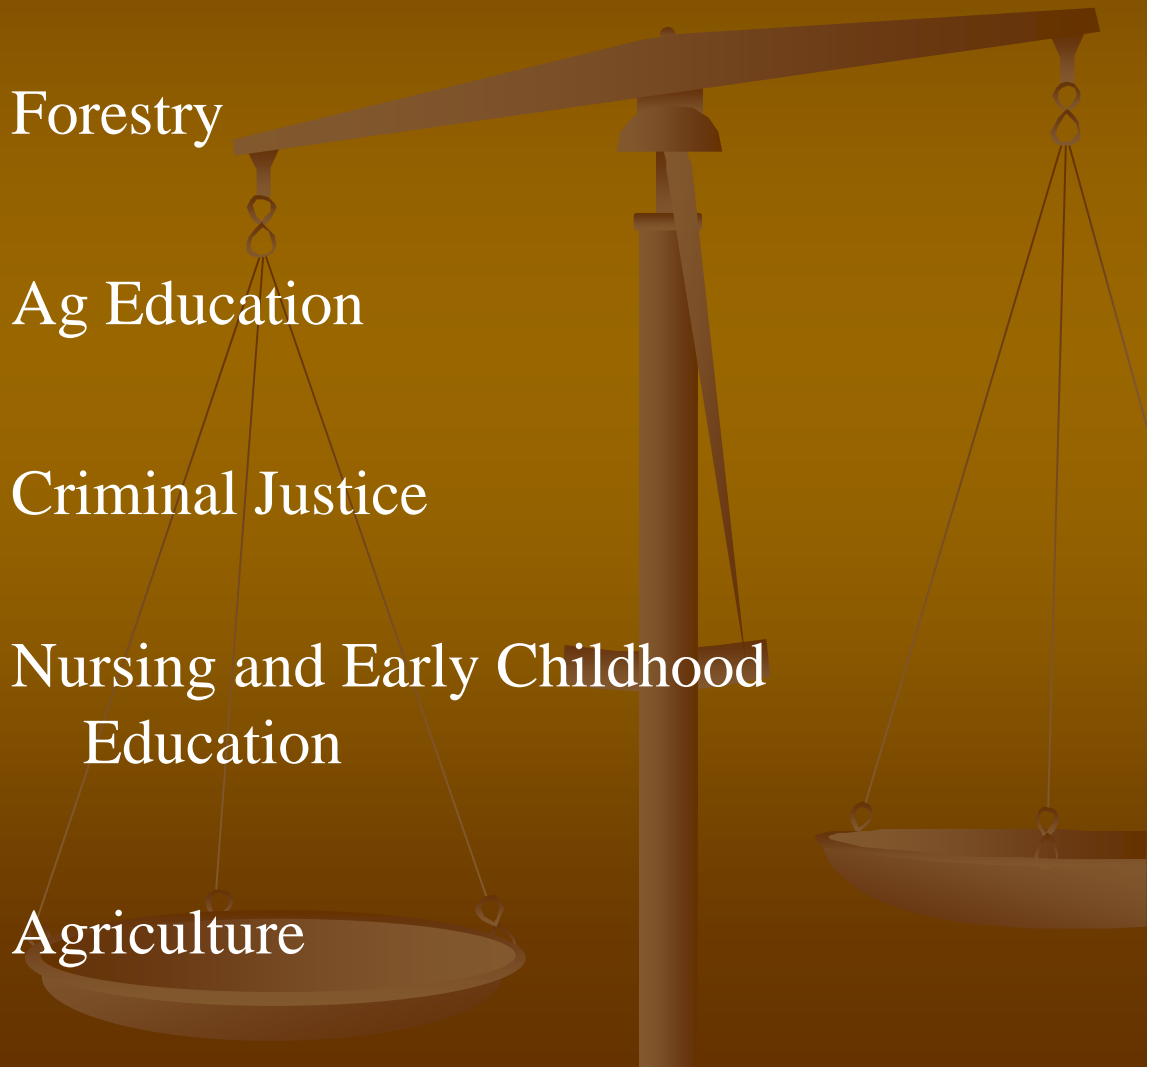 Forestry
Ag Education
Criminal Justice
Nursing and Early Childhood
Education
Agriculture